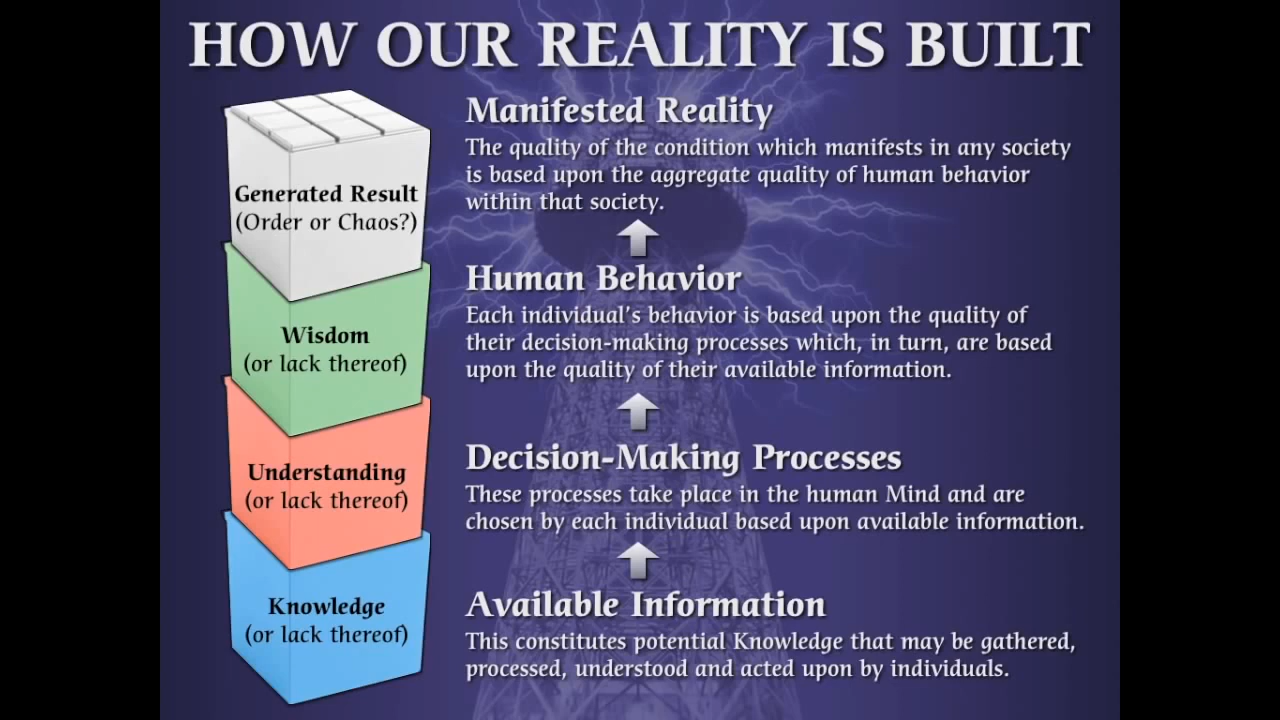 HOW OUR REALITY IS BUILT
Generated Result
(Order or Chaos?)
Wisdom
(or lack thereof)
Understanding
(or lack thereof)
Knowledge
(or lack thereof)
Manifested Reality
The quality of the condition which manifests in any society
is based upon the aggregate quality of human behavior
within that society.
Human Behavior
Each individual's behavior is based upon the quality of
their decision-making processes which, in turn, are based
upon the quality of their available information.
Decision-Making Processes
These processes take place in the human Mind and are
chosen by each individual based upon available information.
Available Information
This constitutes potential Knowledge that may be gathered,
processed, understood and acted upon by individuals.